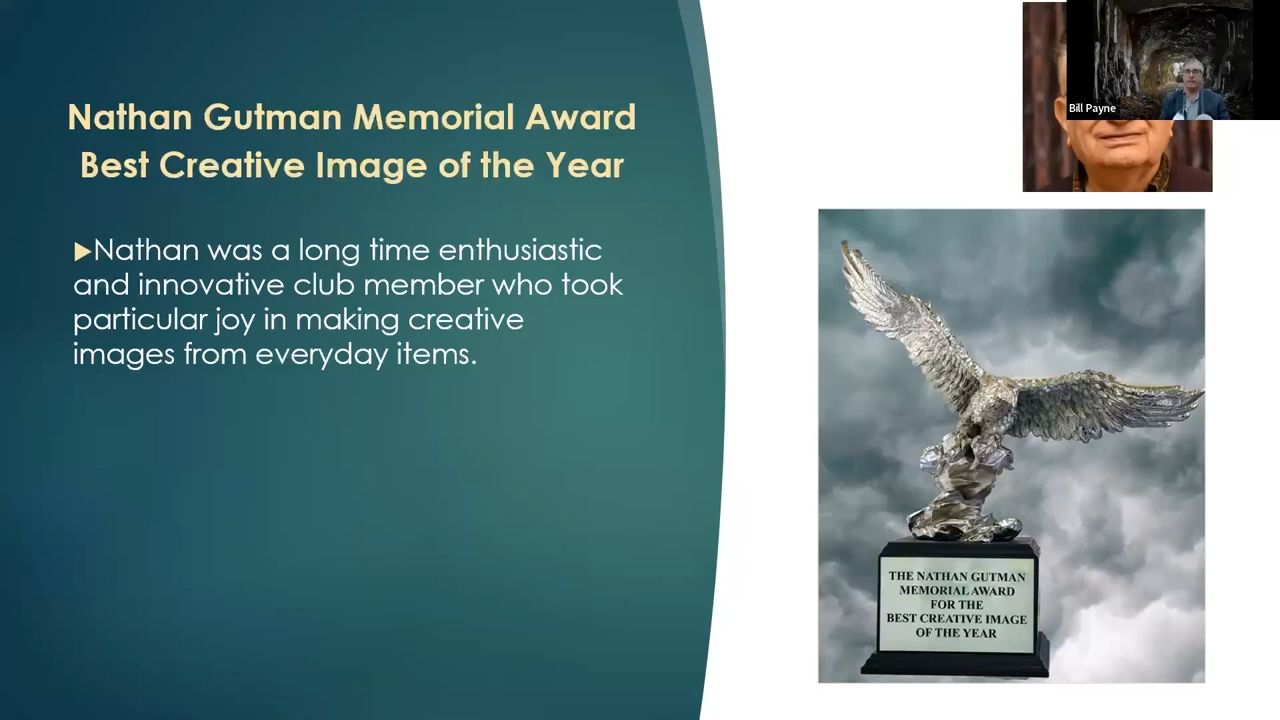 Nathan Gutman Memorial Award
Best Creative Image of the Year
Nathan was a long time enthusiastic
and innovative club member who took
particular joy in making creative
images from everyday items.
Bill Payne
THE NATHAN GUTMAN
MEMORIAL AWARD
FOR THE
BEST CREATIVE IMAGE
OF THE YEAR